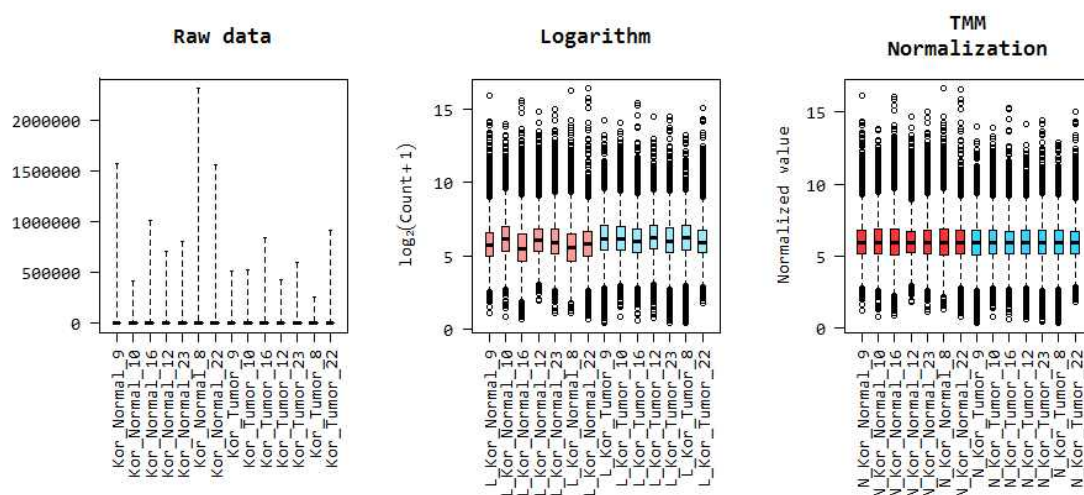 Raw data
2000000
1500000
1000000
500000
0
Kor_Normal_9
Kor_Normal_10
Kor_Normal_16
Kor_Normal_12
Kor_Normal_23
Kor_Normal_8
Kor_Normal_22
Kor_Tumor_9
Kor_Tumor_10
Kor_Tumor_16
Kor_Tumor_12
Kor_Tumor_23
Kor_Tumor_8
Kor_Tumor_22
Logarithm
log₂(Count+1)
15
10
5
0
L_Kor_Normal_9
L_Kor_Normal_10
L_Kor_Normal_16
L_Kor_Normal_12
L_Kor_Normal_23
L_Kor_Normal_8
L_Kor_Normal_22
L_Kor_Tumor_9
L_Kor_Tumor_10
L_Kor_Tumor_16
L_Kor_Tumor_12
L_Kor_Tumor_23
L_Kor_Tumor_8
L_Kor_Tumor_22
TMM
Normalization
Normalized value
15
10
5
0
N_Kor_Normal_9
N_Kor_Normal_10
N_Kor_Normal_16
N_Kor_Normal_12
N_Kor_Normal_23
N_Kor_Normal_8
N_Kor_Normal_22
N_Kor_Tumor_9
N_Kor_Tumor_10
N_Kor_Tumor_16
N_Kor_Tumor_12
N_Kor_Tumor_23
N_Kor_Tumor_8
N_Kor_Tumor_22